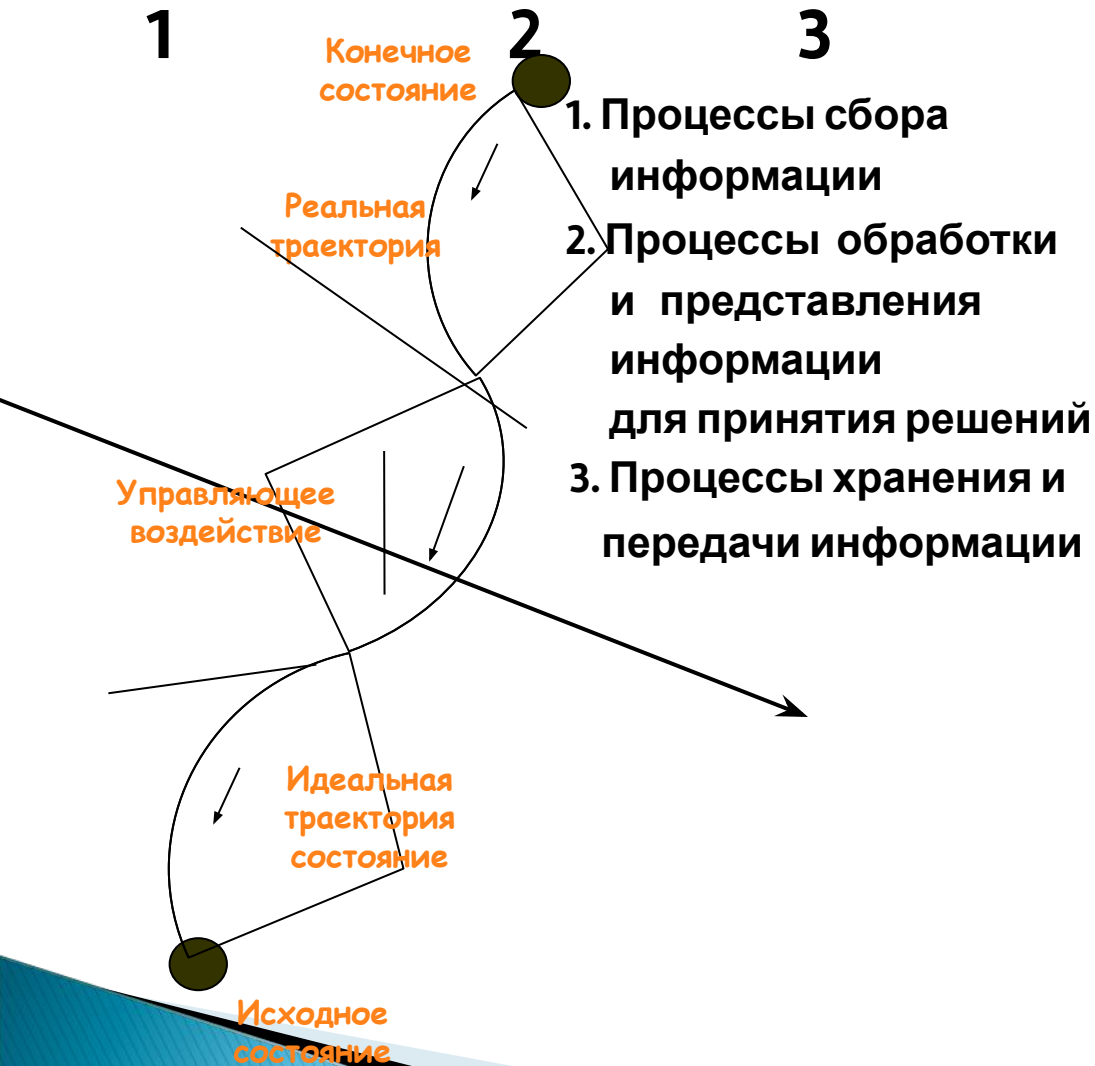 1 2 3
Конечное
состояние
1. Процессы сбора
информации
Реальная
траектория
2. Процессы обработки
и представления
информации
для принятия решений
3. Процессы хранения и
передачи информации
Управляющее
воздействие
Идеальная
траектория
состояние
Исходное
состояние